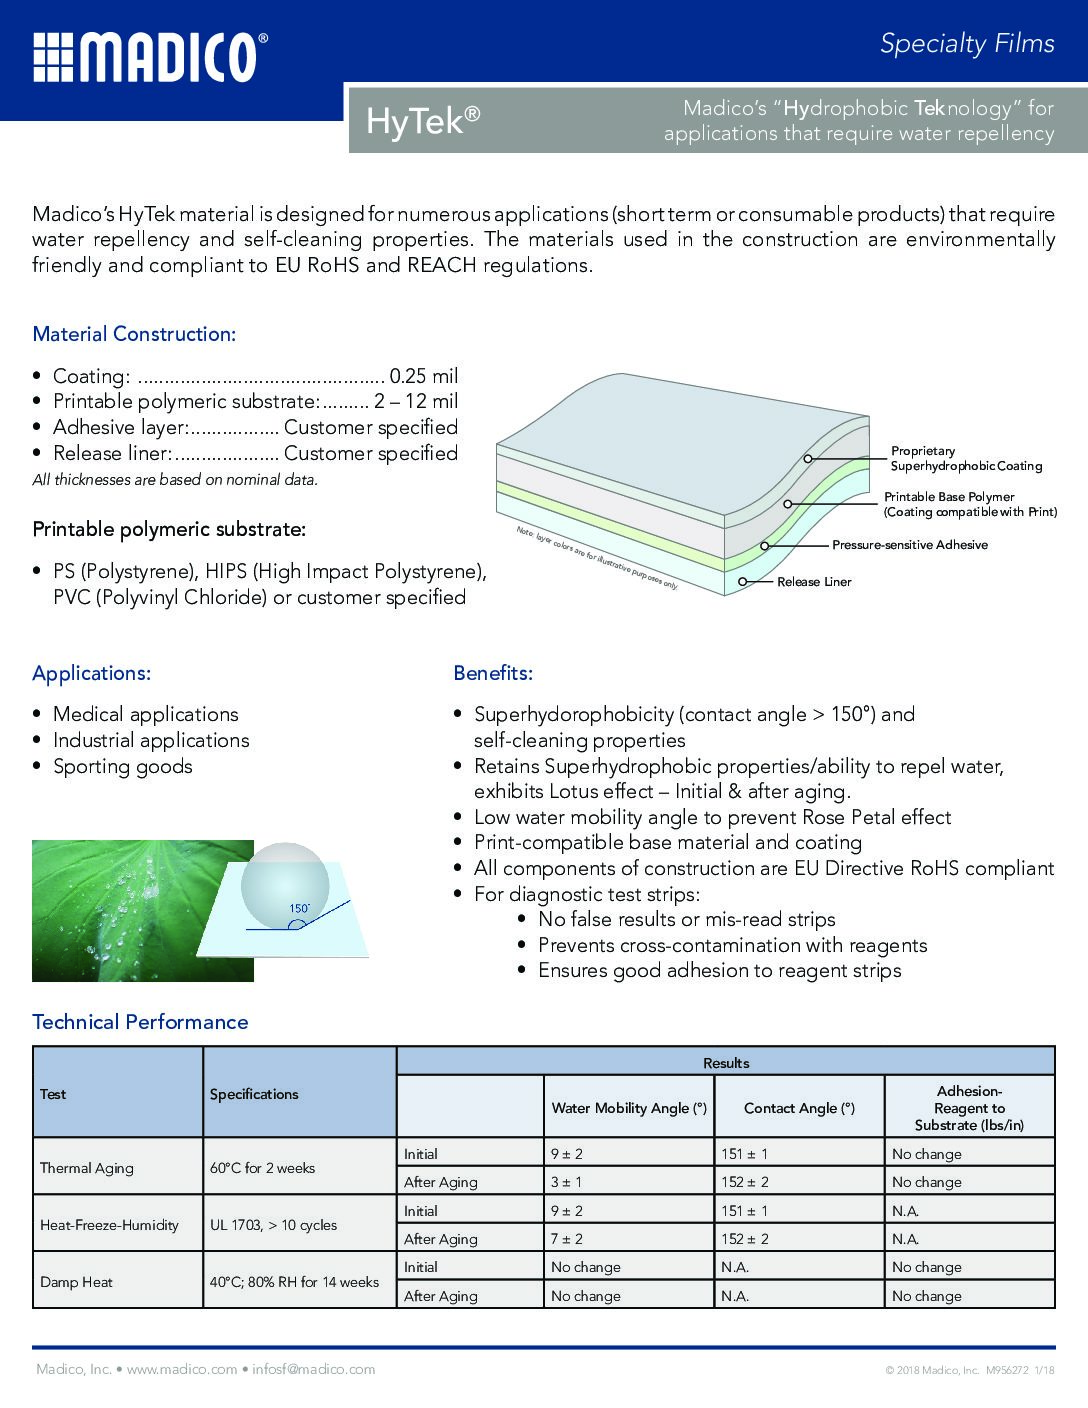 MADICO®
Specialty Films
HyTek®
Madico's “Hydrophobic Teknology” for
applications that require water repellency
Madico's HyTek material is designed for numerous applications (short term or consumable products) that require
water repellency and self-cleaning properties. The materials used in the construction are environmentally
friendly and compliant to EU RoHS and REACH regulations.
Material Construction:
• Coating: ............................................... 0.25 mil
• Printable polymeric substrate:......... 2 – 12 mil
• Adhesive layer:................. Customer specified
• Release liner:.................... Customer specified
All thicknesses are based on nominal data.
Printable polymeric substrate:
• PS (Polystyrene), HIPS (High Impact Polystyrene),
PVC (Polyvinyl Chloride) or customer specified
Proprietary
Superhydrophobic Coating
Printable Base Polymer
(Coating compatible with Print)
Pressure-sensitive Adhesive
Release Liner
Note: layer colors are for illustrative purposes only.
Applications:
• Medical applications
• Industrial applications
• Sporting goods
150°
Benefits:
• Superhydorophobicity (contact angle > 150°) and
self-cleaning properties
• Retains Superhydrophobic properties/ability to repel water,
exhibits Lotus effect – Initial & after aging.
• Low water mobility angle to prevent Rose Petal effect
• Print-compatible base material and coating
• All components of construction are EU Directive RoHS compliant
• For diagnostic test strips:
• No false results or mis-read strips
• Prevents cross-contamination with reagents
• Ensures good adhesion to reagent strips
Technical Performance
Test Specifications Results
Water Mobility Angle (°) Contact Angle (°) Adhesion-
Reagent to
Substrate (lbs/in)
Thermal Aging 60°C for 2 weeks Initial 9 ± 2 151 ± 1 No change
After Aging 3 ± 1 152 ± 2 No change
Heat-Freeze-Humidity UL 1703, > 10 cycles Initial 9 ± 2 151 ± 1 N.A.
After Aging 7 ± 2 152 ± 2 N.A.
Damp Heat 40°C; 80% RH for 14 weeks Initial No change N.A. No change
After Aging No change N.A. No change
Madico, Inc. • www.madico.com • infosf@madico.com
© 2018 Madico, Inc. M956272 1/18